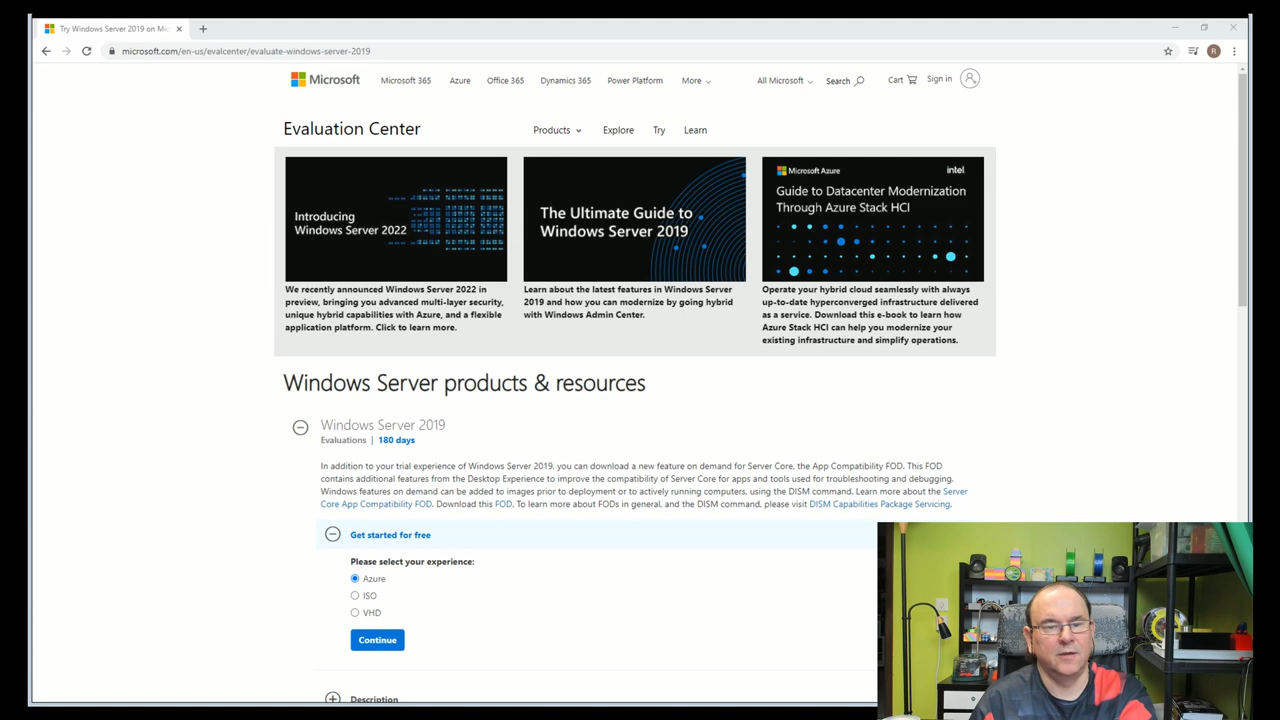 Try Windows Server 2019 on Mic
microsoft.com/en-us/evalcenter/evaluate-windows-server-2019
R
Microsoft
Microsoft 365
Azure
Office 365
Dynamics 365
Power Platform
More
All Microsoft
Search
Cart
Sign in
Evaluation Center
Products
Explore
Try
Learn
Introducing
Windows Server 2022
We recently announced Windows Server 2022 in
preview, bringing you advanced multi-layer security,
unique hybrid capabilities with Azure, and a flexible
application platform. Click to learn more.
The Ultimate Guide to
Windows Server 2019
Learn about the latest features in Windows Server
2019 and how you can modernize by going hybrid
with Windows Admin Center.
Microsoft Azure
intel
Guide to Datacenter Modernization
Through Azure Stack HCI
Operate your hybrid cloud seamlessly with always
up-to-date hyperconverged infrastructure delivered
as a service. Download this e-book to learn how
Azure Stack HCI can help you modernize your
existing infrastructure and simplify operations.
Windows Server products & resources
Windows Server 2019
Evaluations | 180 days
In addition to your trial experience of Windows Server 2019, you can download a new feature on demand for Server Core, the App Compatibility FOD. This FOD
contains additional features from the Desktop Experience to improve the compatibility of Server Core for apps and tools used for troubleshooting and debugging.
Windows features on demand can be added to images prior to deployment or to actively running computers, using the DISM command. Learn more about the Server
Core App Compatibility FOD. Download this FOD. To learn more about FODs in general, and the DISM command, please visit DISM Capabilities Package Servicing.
Get started for free
Please select your experience:
Azure
ISO
VHD
Continue
Description